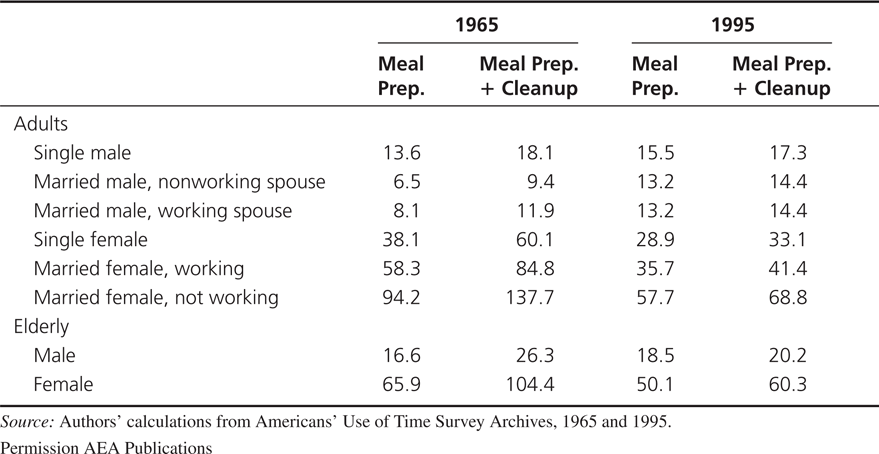 1965 1995
Meal Meal Prep. Meal Meal Prep.
Prep. + Cleanup Prep. + Cleanup
Adults
Single male 13.6 18.1 15.5 17.3
Married male, nonworking spouse 6.5 9.4 13.2 14.4
Married male, working spouse 8.1 11.9 13.2 14.4
Single female 38.1 60.1 28.9 33.1
Married female, working 58.3 84.8 35.7 41.4
Married female, not working 94.2 137.7 57.7 68.8
Elderly
Male 16.6 26.3 18.5 20.2
Female 65.9 104.4 50.1 60.3
Source: Authors’ calculations from Americans’ Use of Time Survey Archives, 1965 and 1995.
Permission AEA Publications